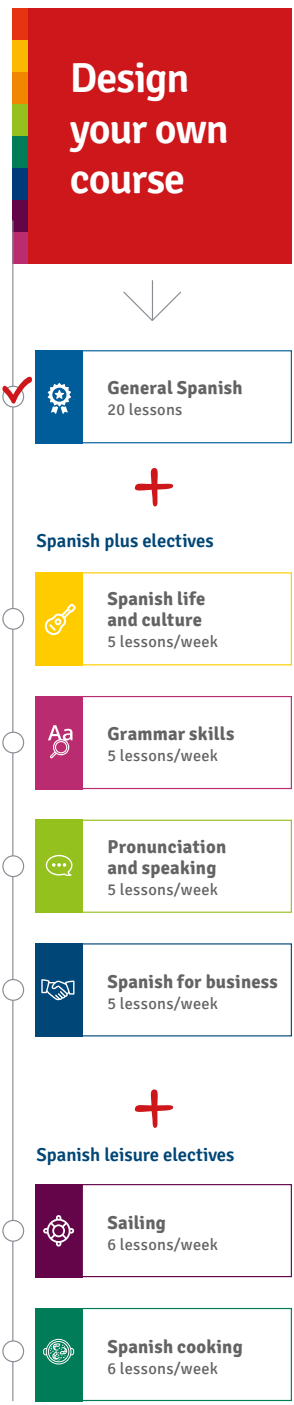 Design
your own
course
General Spanish
20 lessons
Spanish plus electives
Spanish life
and culture
5 lessons/week
Aa
Grammar skills
5 lessons/week
Pronunciation
and speaking
5 lessons/week
Spanish for business
5 lessons/week
Spanish leisure electives
Sailing
6 lessons/week
Spanish cooking
6 lessons/week